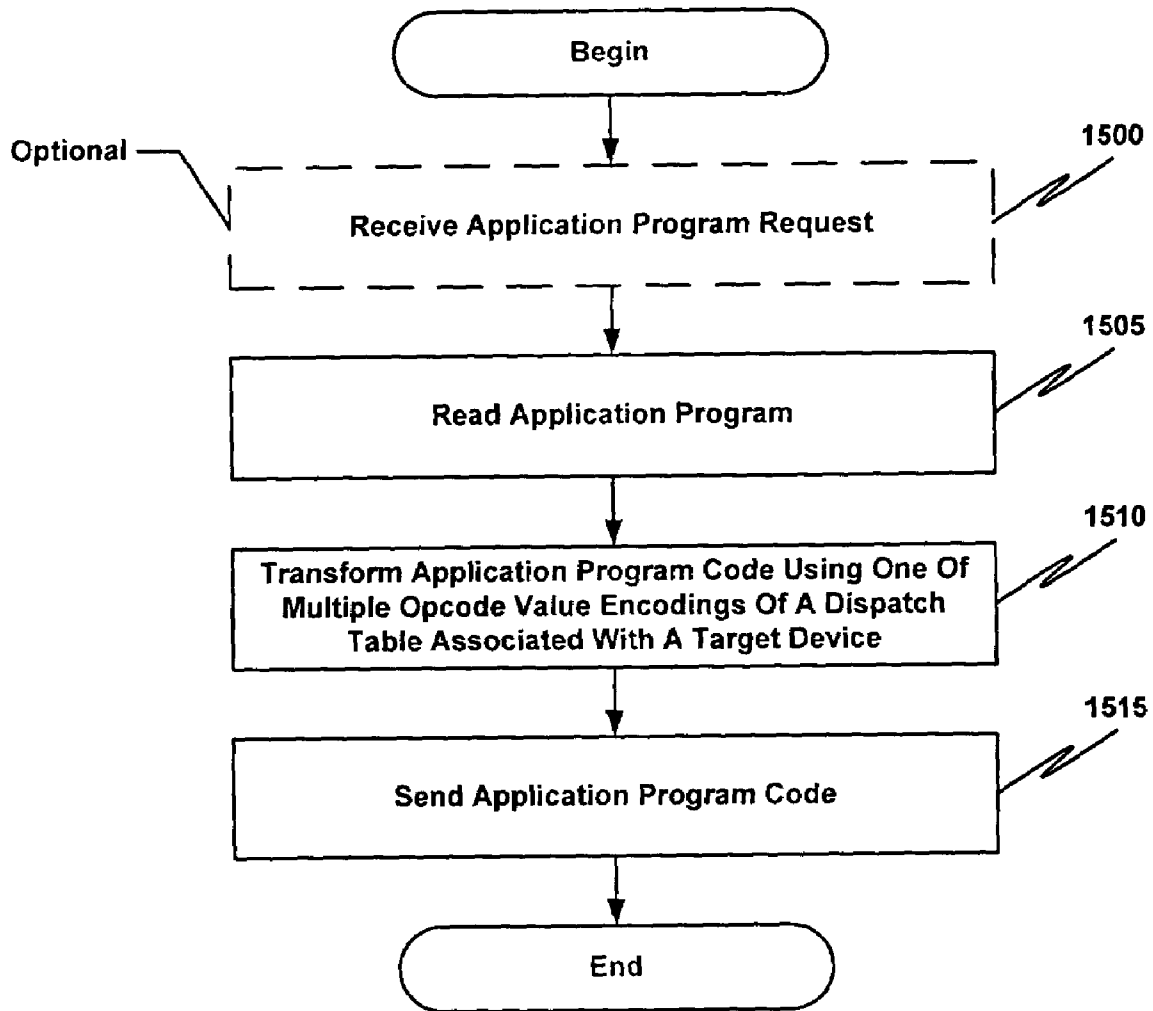 Begin
Optional
1500
Receive Application Program Request
1505
Read Application Program
1510
Transform Application Program Code Using One Of
Multiple Opcode Value Encodings Of A Dispatch
Table Associated With A Target Device
1515
Send Application Program Code
End